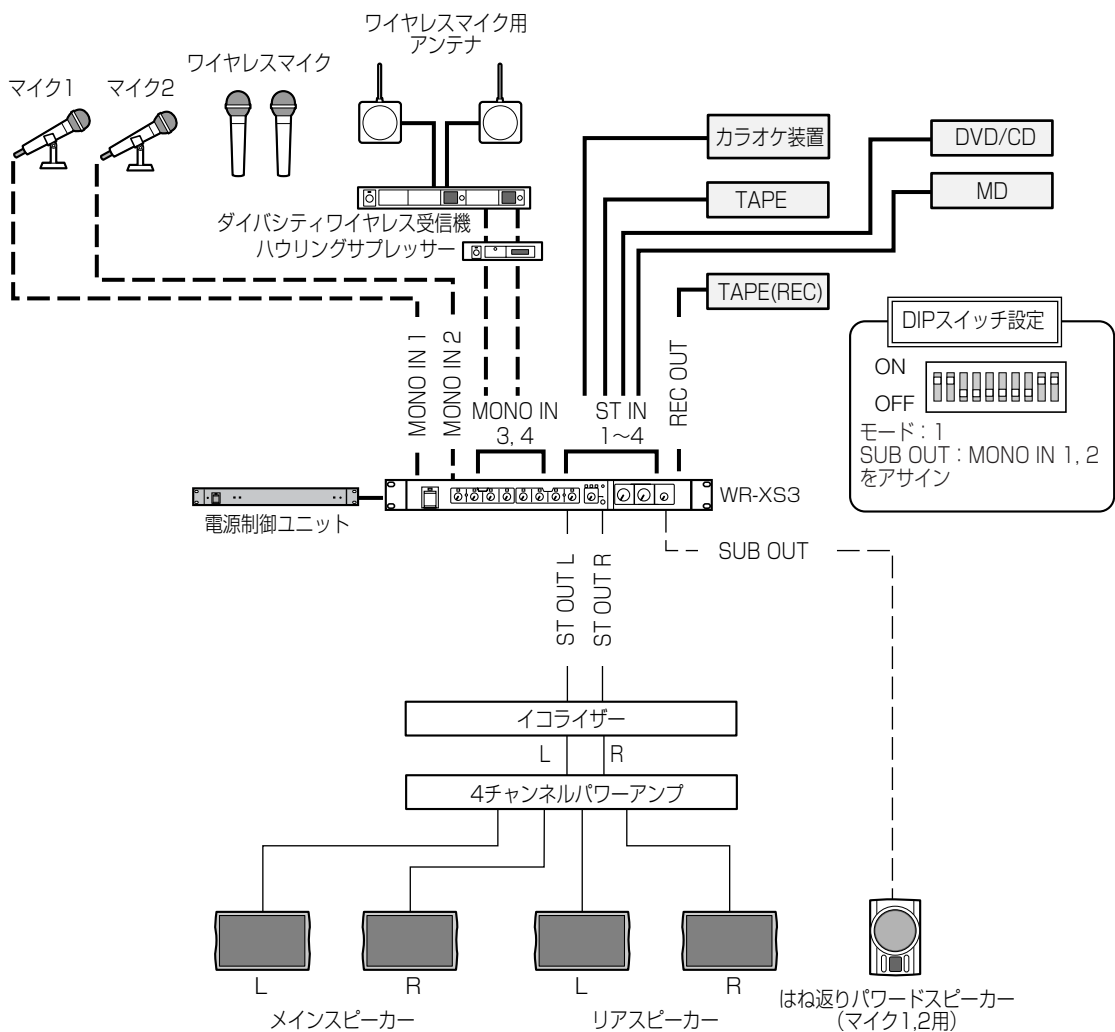 ワイヤレスマイク用
アンテナ
ワイヤレスマイク
マイク1
マイク2
カラオケ装置
DVD/CD
TAPE
MD
ダイバシティワイヤレス受信機
ハウリングサプレッサー
TAPE(REC)
DIPスイッチ設定
ON
OFF
モード：1
SUB OUT：MONO IN 1, 2
をアサイン
MONO IN 1
MONO IN 2
MONO IN
3, 4
ST IN
1～4
REC OUT
WR-XS3
電源制御ユニット
SUB OUT
ST OUT L
ST OUT R
イコライザー
L
R
4チャンネルパワーアンプ
L
R
L
R
メインスピーカー
リアスピーカー
はね返りパワードスピーカー
（マイク1,2用）